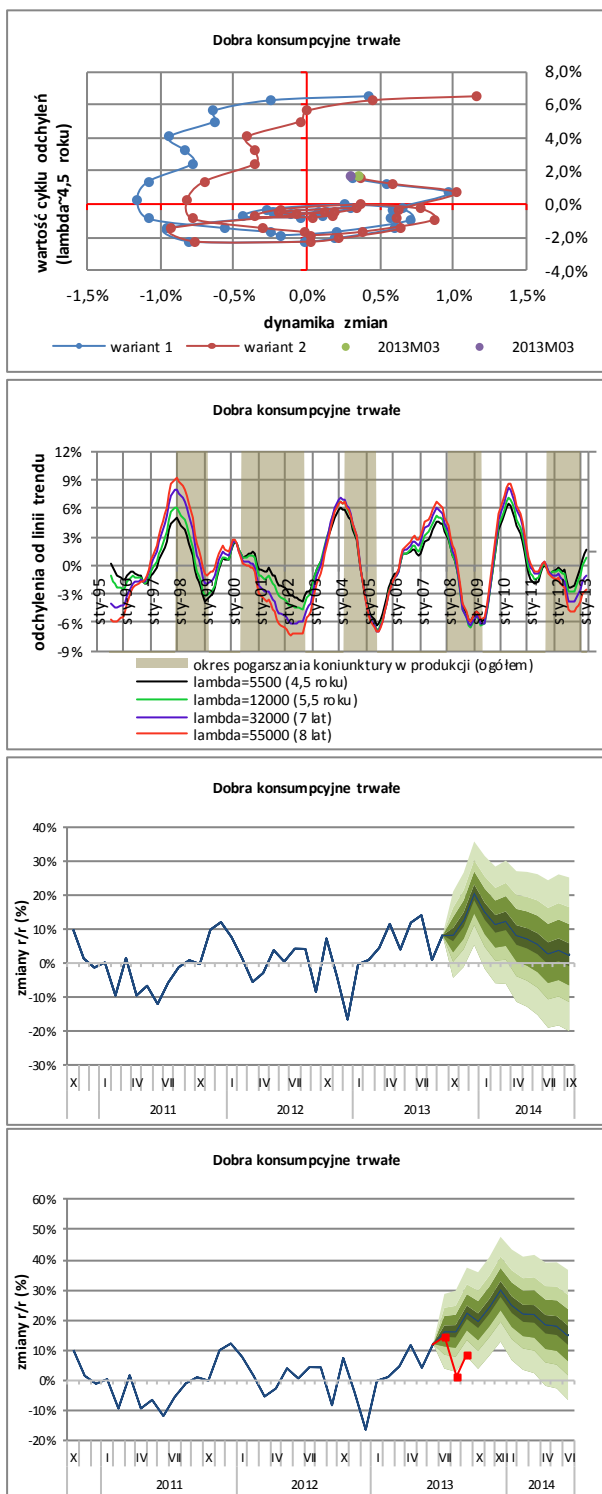 Dobra konsumpcyjne trwałe
wartość cyklu odchyleń
(lambda~4,5 roku)
8,0%
6,0%
4,0%
2,0%
0,0%
-2,0%
-4,0%
-1,5% -1,0% -0,5% 0,0% 0,5% 1,0% 1,5%
dynamika zmian
wariant 1 wariant 2 2013M03 2013M03
Dobra konsumpcyjne trwałe
odchylenia od linii trendu
12%
9%
6%
3%
0%
-3%
-6%
-9%
sty-95 sty-96 sty-97 sty-98 sty-99 sty-00 sty-01 sty-02 sty-03 sty-04 sty-05 sty-06 sty-07 sty-08 sty-09 sty-10 sty-11 sty-12 sty-13
okres pogarszania koniunktury w produkcji (ogółem)
lambda=5500 (4,5 roku)
lambda=12000 (5,5 roku)
lambda=32000 (7 lat)
lambda=55000 (8 lat)
Dobra konsumpcyjne trwałe
zmiany r/r (%)
40%
30%
20%
10%
0%
-10%
-20%
-30%
X I IV VII X I IV VII X I IV VII X I IV VII IX
2011 2012 2013 2014
Dobra konsumpcyjne trwałe
zmiany r/r (%)
60%
50%
40%
30%
20%
10%
0%
-10%
-20%
X I IV VII X I IV VII X I IV VII X XII I IV VI
2011 2012 2013 2014